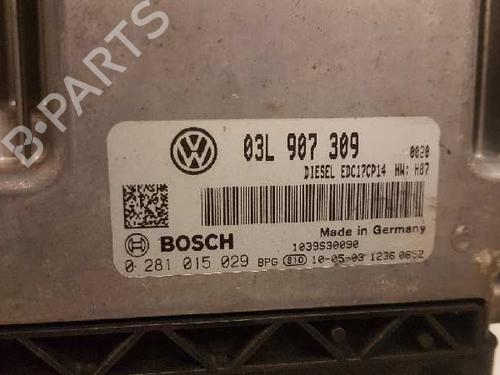 B-PARTS
03L 907 309 0020
DIESEL EDC17CP14 HW: H07
Made in Germany
BOSCH 1039S30090
0 281 015 029 BPG 810 10-05-03 1236 0652